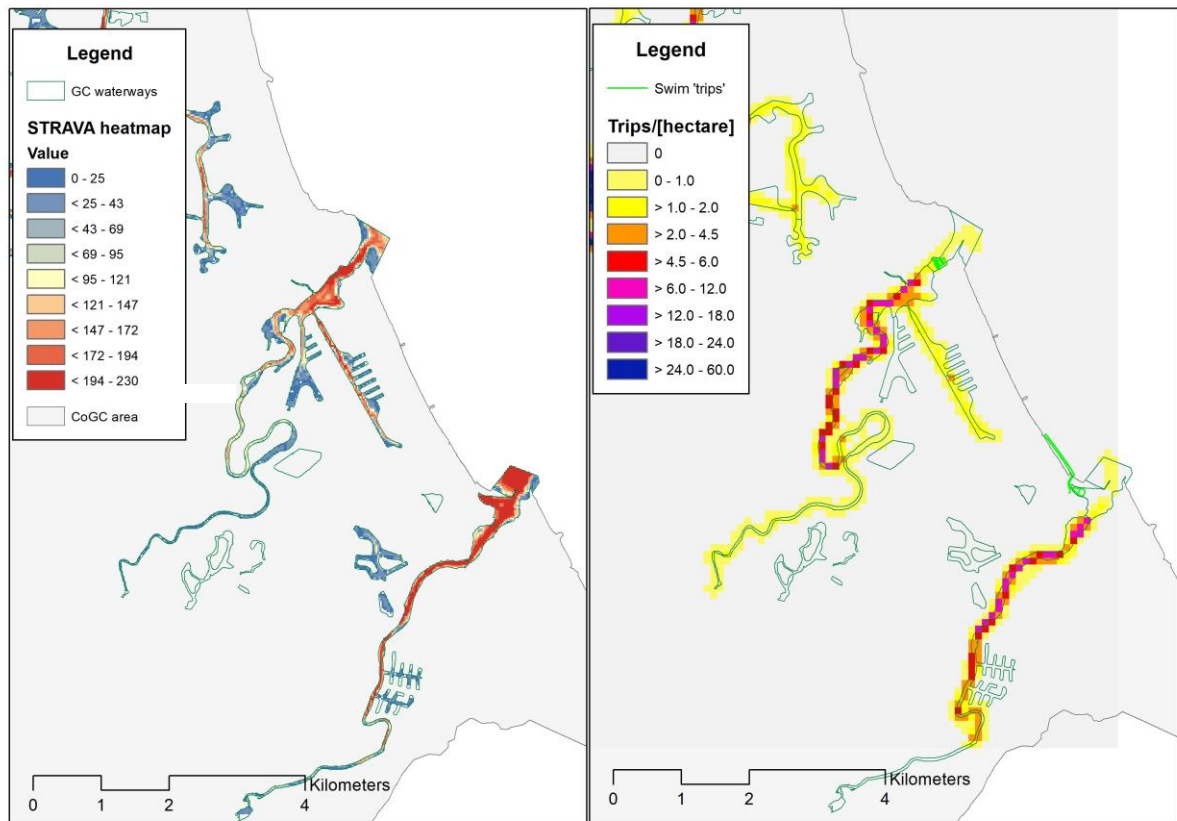 Legend
GC waterways
STRAVA heatmap
Value
0 - 25
< 25 - 43
< 43 - 69
< 69 - 95
< 95 - 121
< 121 - 147
< 147 - 172
< 172 - 194
< 194 - 230
CoGC area
Kilometers
0 1 2 4
Legend
Swim 'trips'
Trips/[hectare]
0
0 - 1.0
> 1.0 - 2.0
> 2.0 - 4.5
> 4.5 - 6.0
> 6.0 - 12.0
> 12.0 - 18.0
> 18.0 - 24.0
> 24.0 - 60.0
Kilometers
0 1 2 4